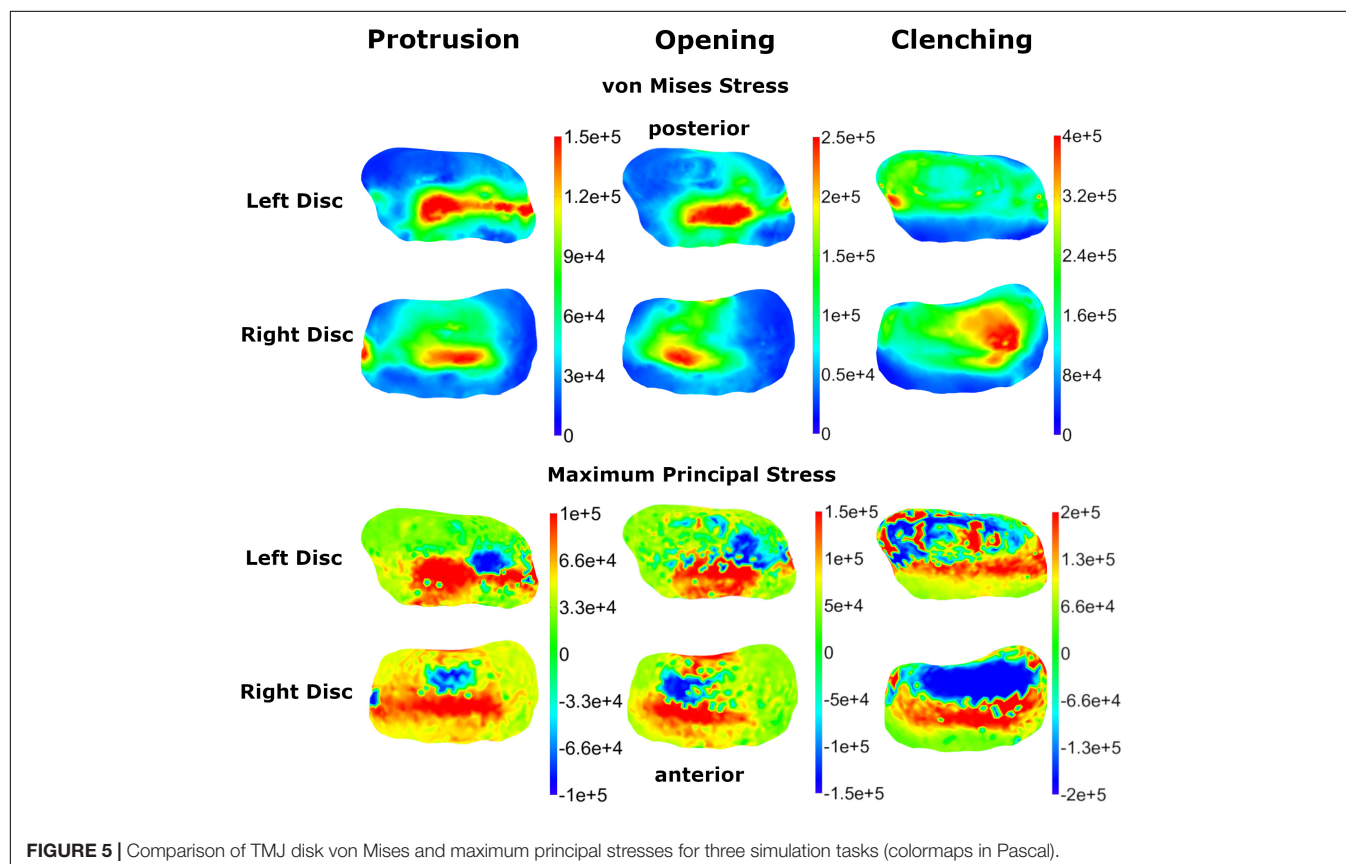 Protrusion Opening Clenching
von Mises Stress
posterior
Left Disc
Right Disc
1.5e+5
1.2e+5
9e+4
6e+4
3e+4
0
2.5e+5
2e+5
1.5e+5
1e+5
0.5e+4
0
4e+5
3.2e+5
2.4e+5
1.6e+5
8e+4
0
Maximum Principal Stress
Left Disc
Right Disc
1e+5
6.6e+4
3.3e+4
0
-3.3e+4
-6.6e+4
-1e+5
1.5e+5
1e+5
5e+4
0
-5e+4
-1e+5
-1.5e+5
2e+5
1.3e+5
6.6e+4
0
-6.6e+4
-1.3e+5
-2e+5
anterior
FIGURE 5 | Comparison of TMJ disk von Mises and maximum principal stresses for three simulation tasks (colormaps in Pascal).